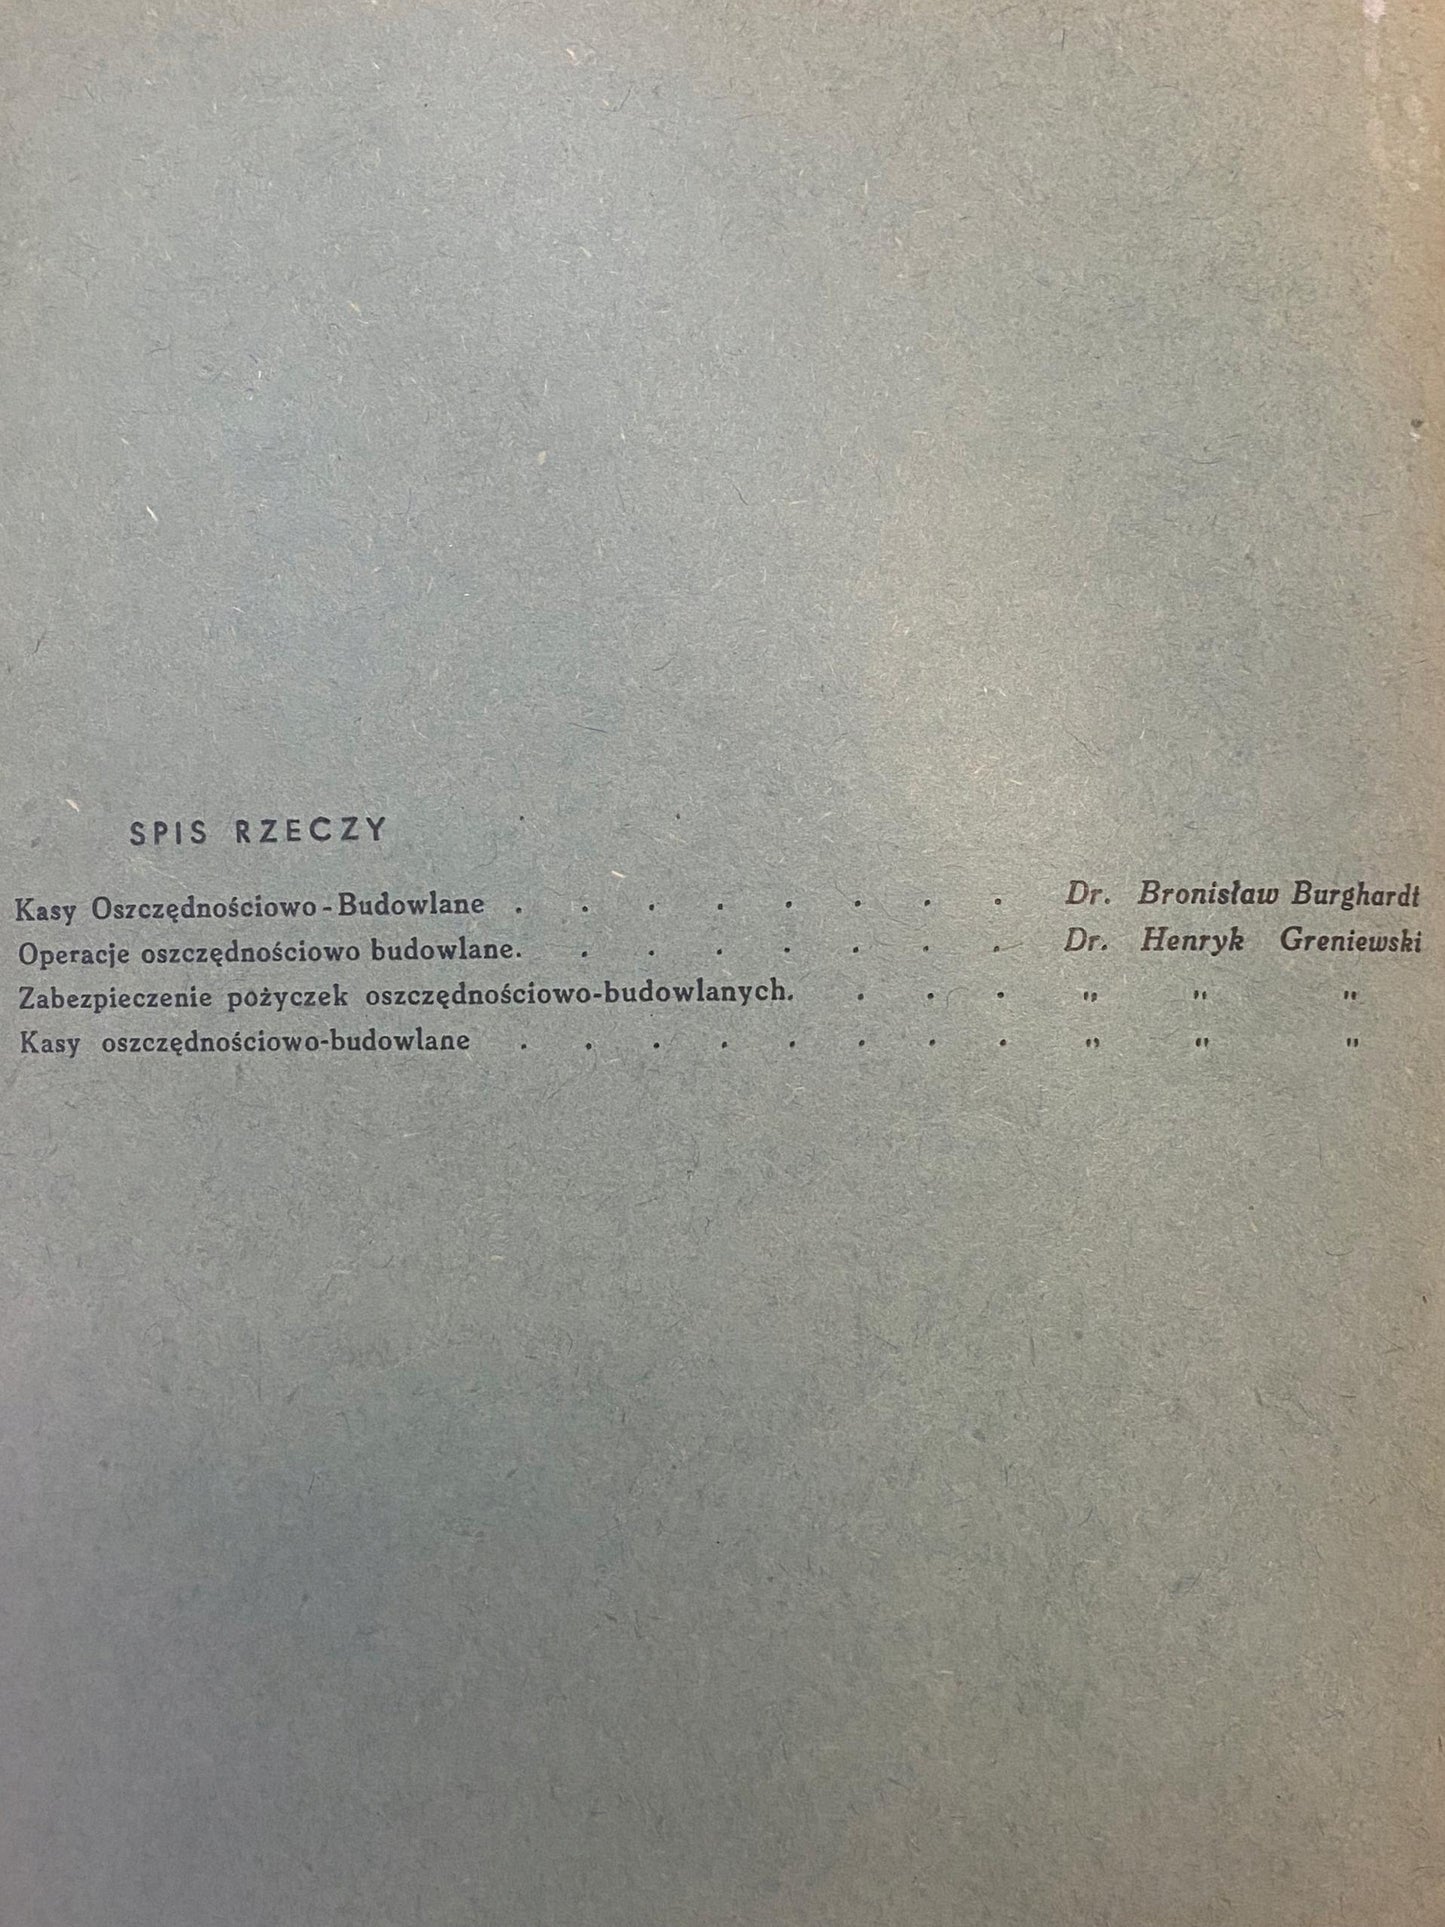 SPIS RZECZY
Kasy Oszczędnościowo-Budowlane . . . . . . . . Dr. Bronisław Burghardt
Operacje oszczędnościowo budowlane. . . . . . . . Dr. Henryk Greniewski
Zabezpieczenie pożyczek oszczędnościowo-budowlanych. . . . " " "
Kasy oszczędnościowo-budowlane . . . . . . . . " " "